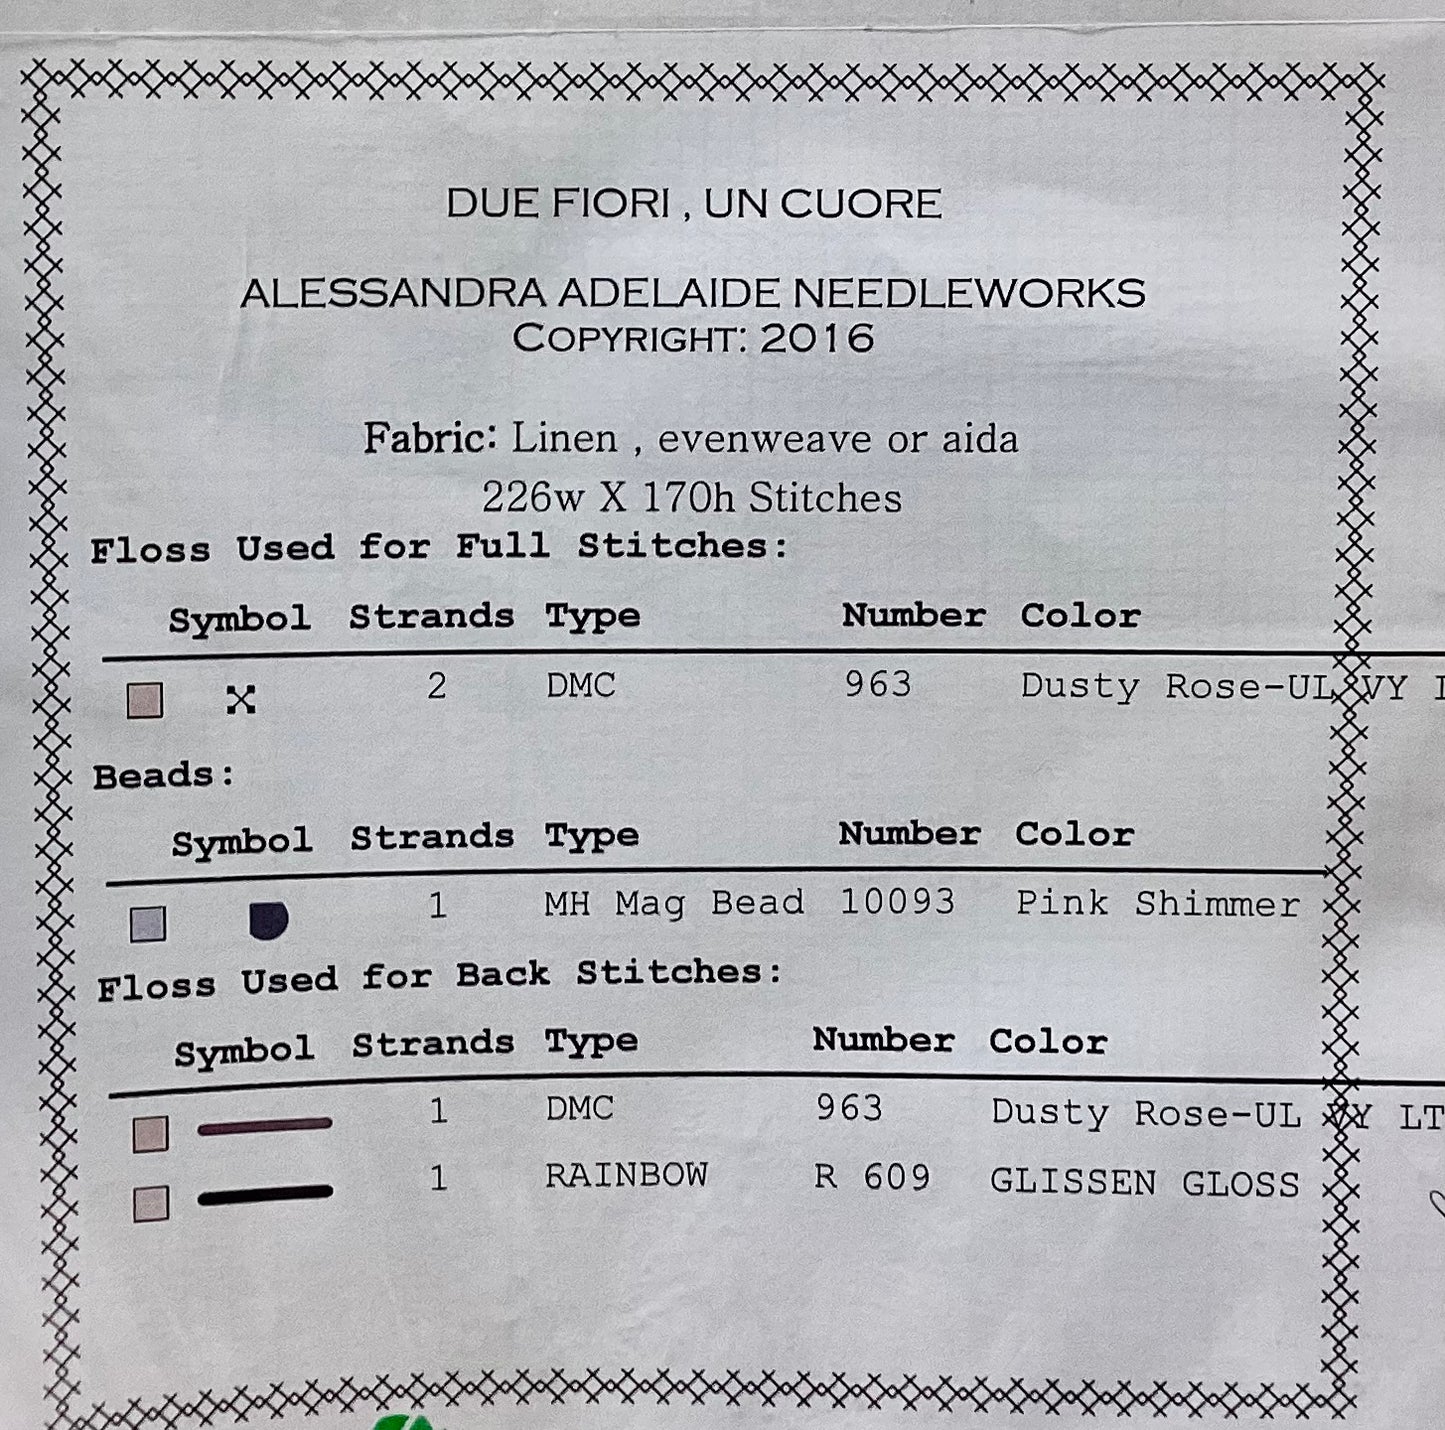 DUE FIORI , UN CUORE
ALESSANDRA ADELAIDE NEEDLEWORKS
COPYRIGHT: 2016
Fabric: Linen , evenweave or aida
226w X 170h Stitches
Floss Used for Full Stitches:
Symbol Strands Type Number Color
2 DMC 963 Dusty Rose-UL VY
Beads:
Symbol Strands Type Number Color
1 MH Mag Bead 10093 Pink Shimmer
Floss Used for Back Stitches:
Symbol Strands Type Number Color
1 DMC 963 Dusty Rose-UL VY LT
1 RAINBOW R 609 GLISSEN GLOSS